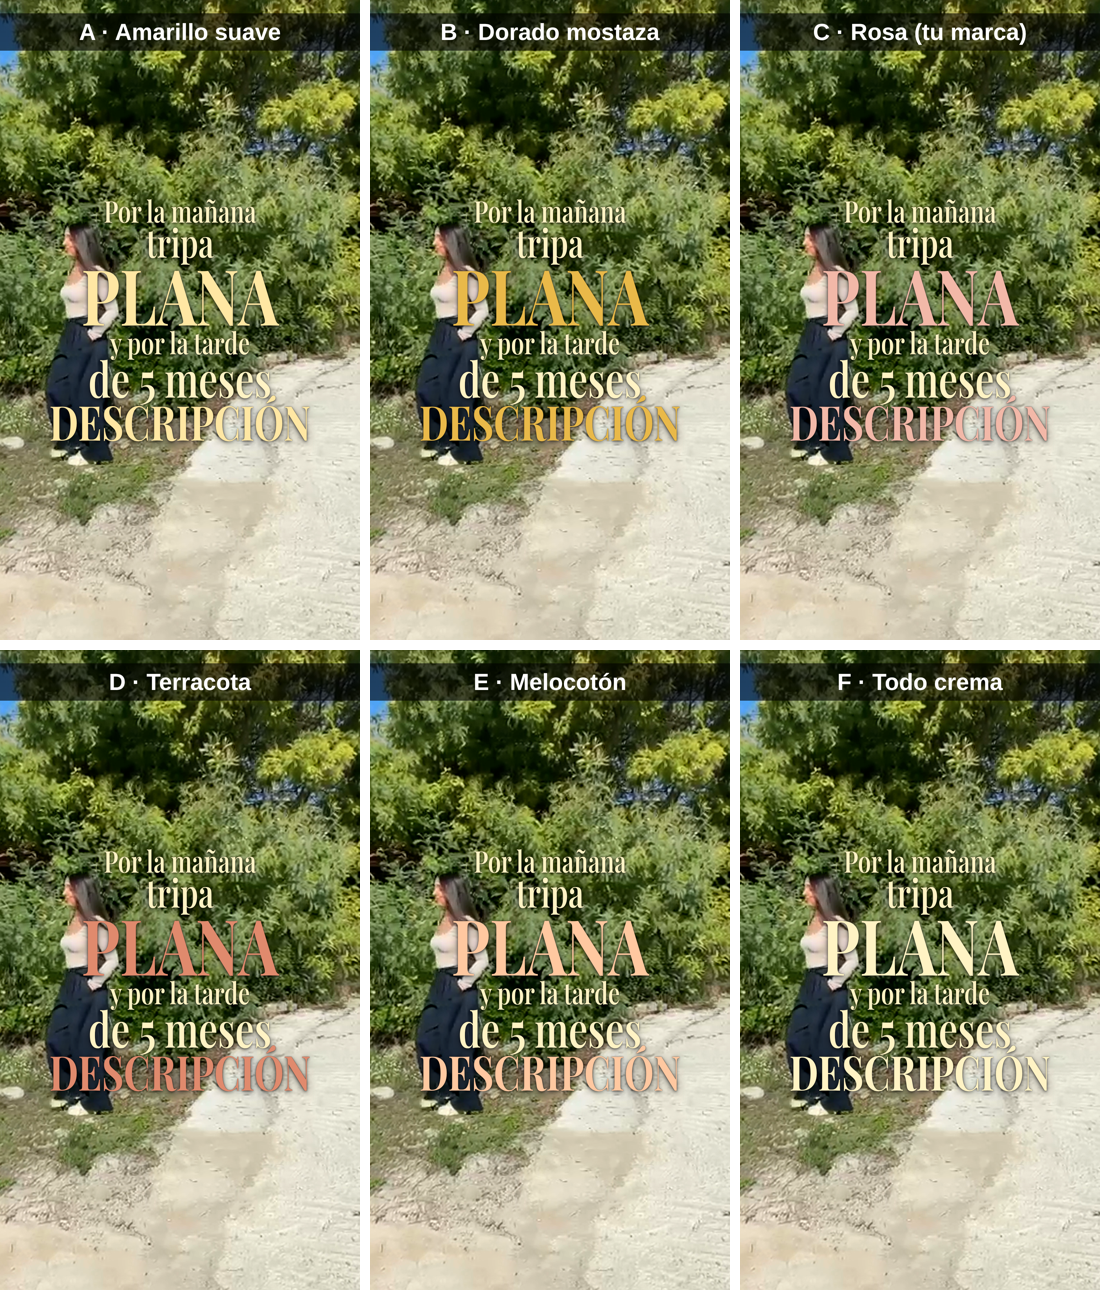 A · Amarillo suave
Por la mañana
tripa
PLANA
y por la tarde
de 5 meses
DESCRIPCIÓN
B · Dorado mostaza
Por la mañana
tripa
PLANA
y por la tarde
de 5 meses
DESCRIPCIÓN
C · Rosa (tu marca)
Por la mañana
tripa
PLANA
y por la tarde
de 5 meses
DESCRIPCIÓN
D · Terracota
Por la mañana
tripa
PLANA
y por la tarde
de 5 meses
DESCRIPCIÓN
E · Melocotón
Por la mañana
tripa
PLANA
y por la tarde
de 5 meses
DESCRIPCIÓN
F · Todo crema
Por la mañana
tripa
PLANA
y por la tarde
de 5 meses
DESCRIPCIÓN